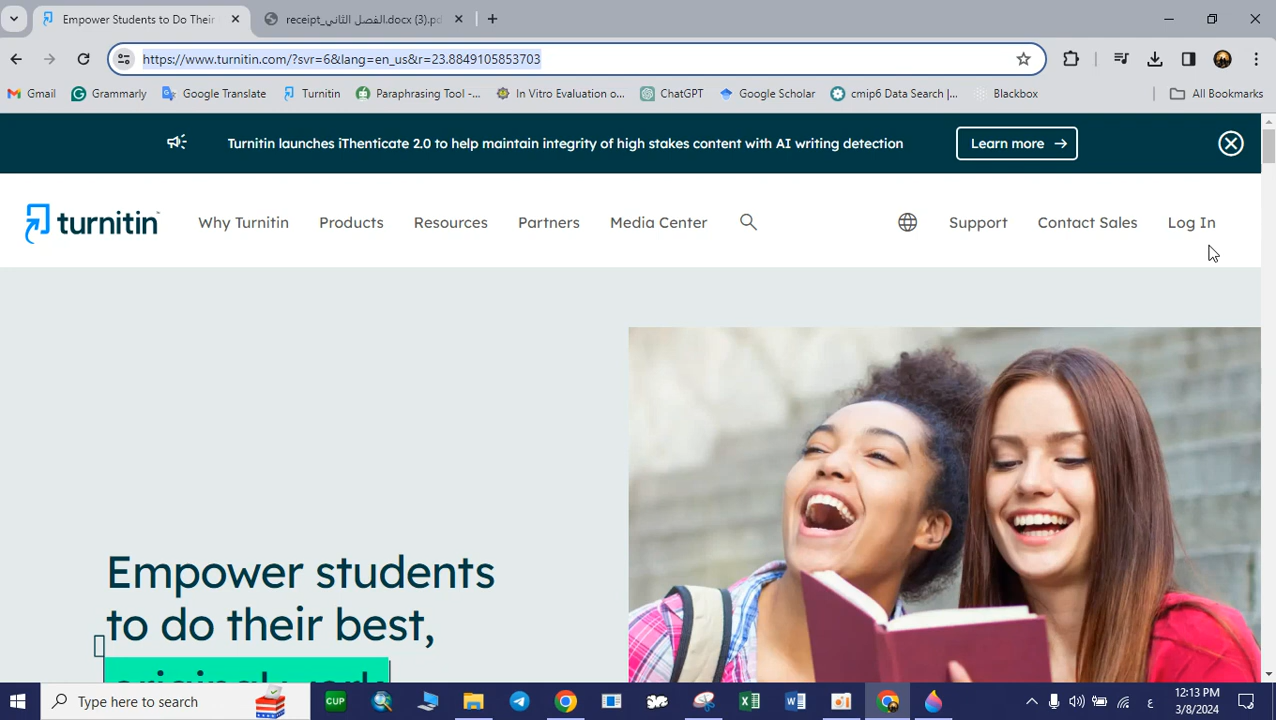 Empower Students to Do Their
receipt_الفصل الثاني.docx (3).pd
https://www.turnitin.com/?svr=6&lang=en_us&r=23.8849105853703
Gmail
Grammarly
Google Translate
Turnitin
Paraphrasing Tool -...
In Vitro Evaluation o...
ChatGPT
Google Scholar
cmip6 Data Search |...
Blackbox
All Bookmarks
Turnitin launches iThenticate 2.0 to help maintain integrity of high stakes content with AI writing detection
Learn more →
turnitin
Why Turnitin
Products
Resources
Partners
Media Center
Support
Contact Sales
Log In
Empower students
to do their best,
Type here to search
CUP
ع
12:13 PM
3/8/2024